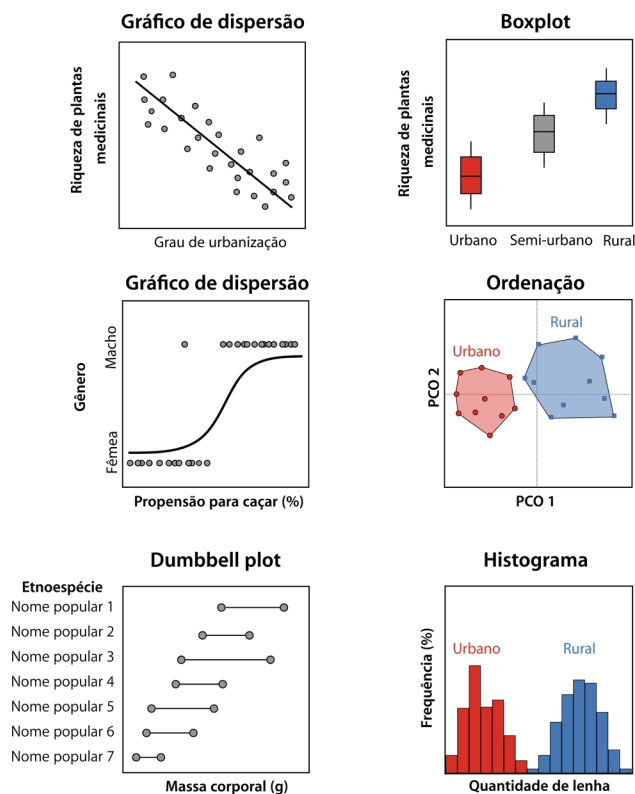 Gráfico de dispersão
Riqueza de plantas
medicinais
Grau de urbanização
Boxplot
Riqueza de plantas
medicinais
Urbano
Semi-urbano
Rural
Gráfico de dispersão
Gênero
Macho
Fêmea
Propensão para caçar (%)
Ordenação
Urbano
Rural
PCO 2
PCO 1
Dumbbell plot
Etnoespécie
Nome popular 1
Nome popular 2
Nome popular 3
Nome popular 4
Nome popular 5
Nome popular 6
Nome popular 7
Massa corporal (g)
Histograma
Frequência (%)
Urbano
Rural
Quantidade de lenha